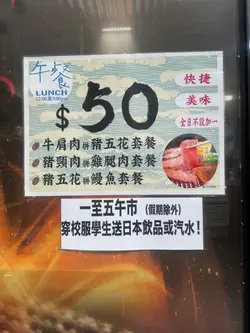 午餐
LUNCH
$50
快捷
美味
全日不設加一
牛肩肉拼豬五花套餐
豬頸肉拼雞腿肉套餐
豬五花拼鰻魚套餐
一至五午市（假期除外）
穿校服學生送日本飲品或汽水！